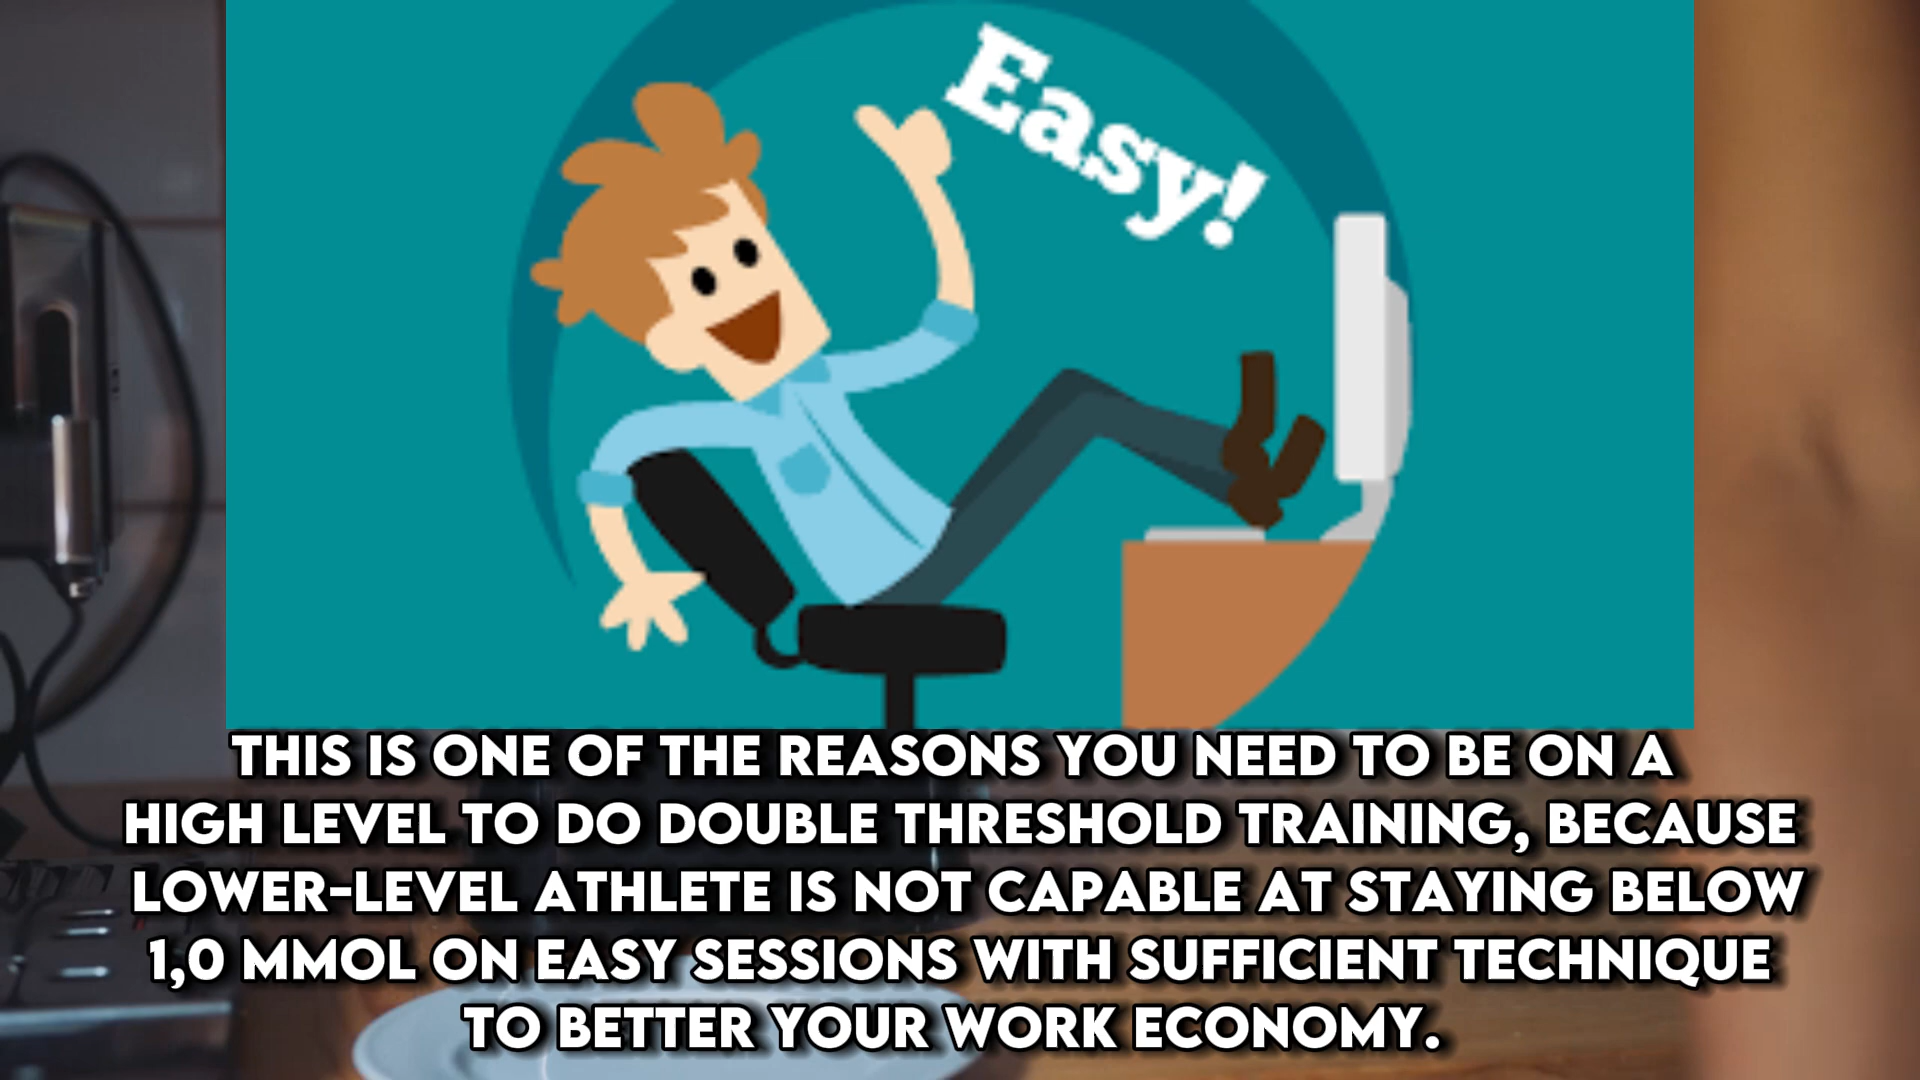 Easy!
THIS IS ONE OF THE REASONS YOU NEED TO BE ON A
HIGH LEVEL TO DO DOUBLE THRESHOLD TRAINING, BECAUSE
LOWER-LEVEL ATHLETE IS NOT CAPABLE AT STAYING BELOW
1,0 MMOL ON EASY SESSIONS WITH SUFFICIENT TECHNIQUE
TO BETTER YOUR WORK ECONOMY.